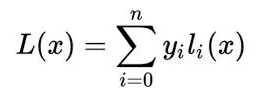 L(x) = \sum_{i=0}^{n} y_i l_i(x)